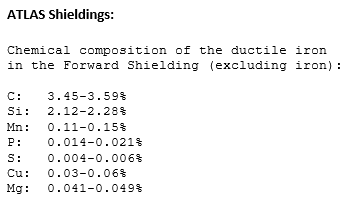 ATLAS Shieldings:
Chemical composition of the ductile iron
in the Forward Shielding (excluding iron):
C: 3.45-3.59%
Si: 2.12-2.28%
Mn: 0.11-0.15%
P: 0.014-0.021%
S: 0.004-0.006%
Cu: 0.03-0.06%
Mg: 0.041-0.049%